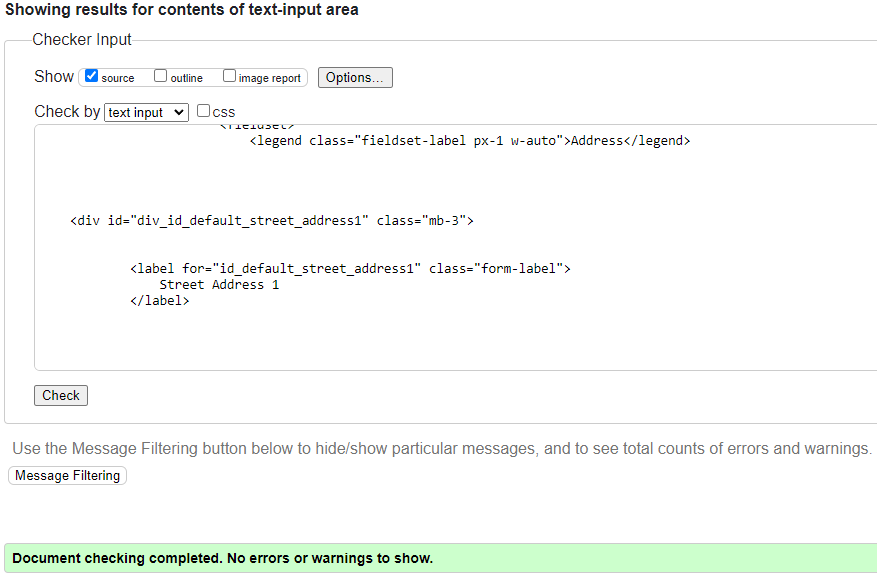 Showing results for contents of text-input area
Checker Input
Show source outline image report Options...
Check by text input css
<fieldset>
<legend class="fieldset-label px-1 w-auto">Address</legend>
<div id="div_id_default_street_address1" class="mb-3">
<label for="id_default_street_address1" class="form-label">
Street Address 1
</label>
Check
Use the Message Filtering button below to hide/show particular messages, and to see total counts of errors and warnings.
Message Filtering
Document checking completed. No errors or warnings to show.